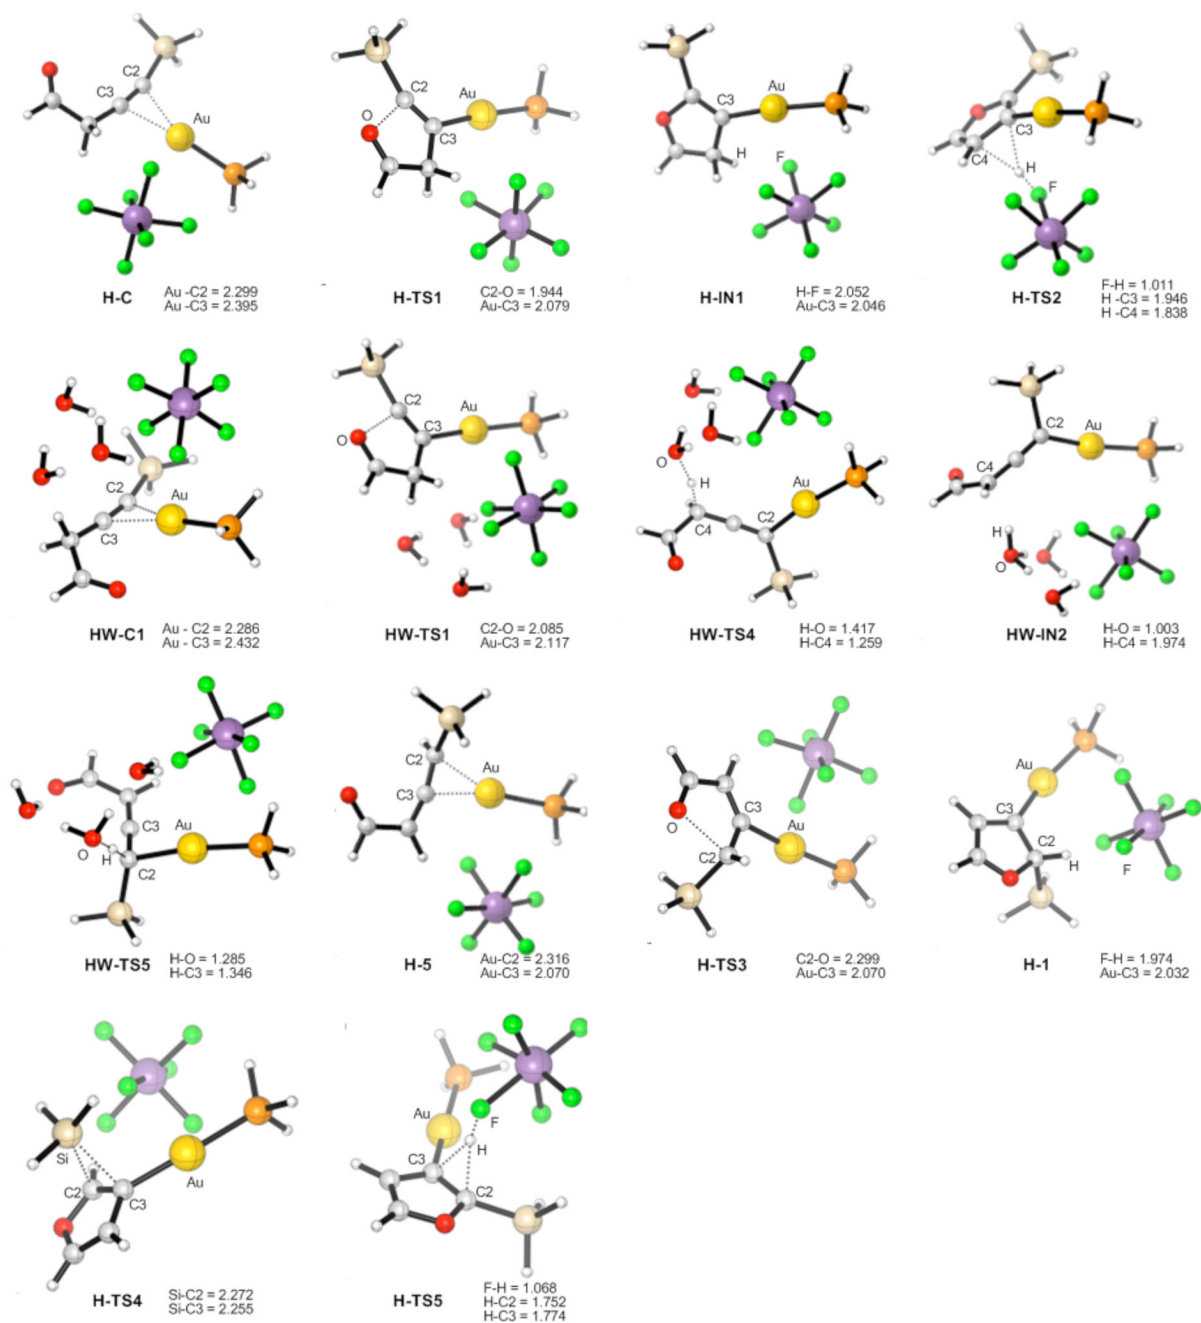 C2
C3
Au
H-C
Au -C2 = 2.299
Au -C3 = 2.395
C2
Au
O
C3
H-TS1
C2-O = 1.944
Au-C3 = 2.079
C3
Au
H
F
H-IN1
H-F = 2.052
Au-C3 = 2.046
C3
C4
H
F
H-TS2
F-H = 1.011
H -C3 = 1.946
H -C4 = 1.838
C2
Au
C3
HW-C1
Au - C2 = 2.286
Au - C3 = 2.432
C2
Au
O
C3
HW-TS1
C2-O = 2.085
Au-C3 = 2.117
O
H
Au
C4
C2
HW-TS4
H-O = 1.417
H-C4 = 1.259
C2
Au
C4
H
O
HW-IN2
H-O = 1.003
H-C4 = 1.974
C3
Au
O
H
C2
HW-TS5
H-O = 1.285
H-C3 = 1.346
C2
Au
C3
H-5
Au-C2 = 2.316
Au-C3 = 2.070
C3
O
Au
C2
H-TS3
C2-O = 2.299
Au-C3 = 2.070
Au
C3
C2
H
F
H-1
F-H = 1.974
Au-C3 = 2.032
Si
C2
C3
Au
H-TS4
Si-C2 = 2.272
Si-C3 = 2.255
Au
F
H
C3
C2
H-TS5
F-H = 1.068
H-C2 = 1.752
H-C3 = 1.774